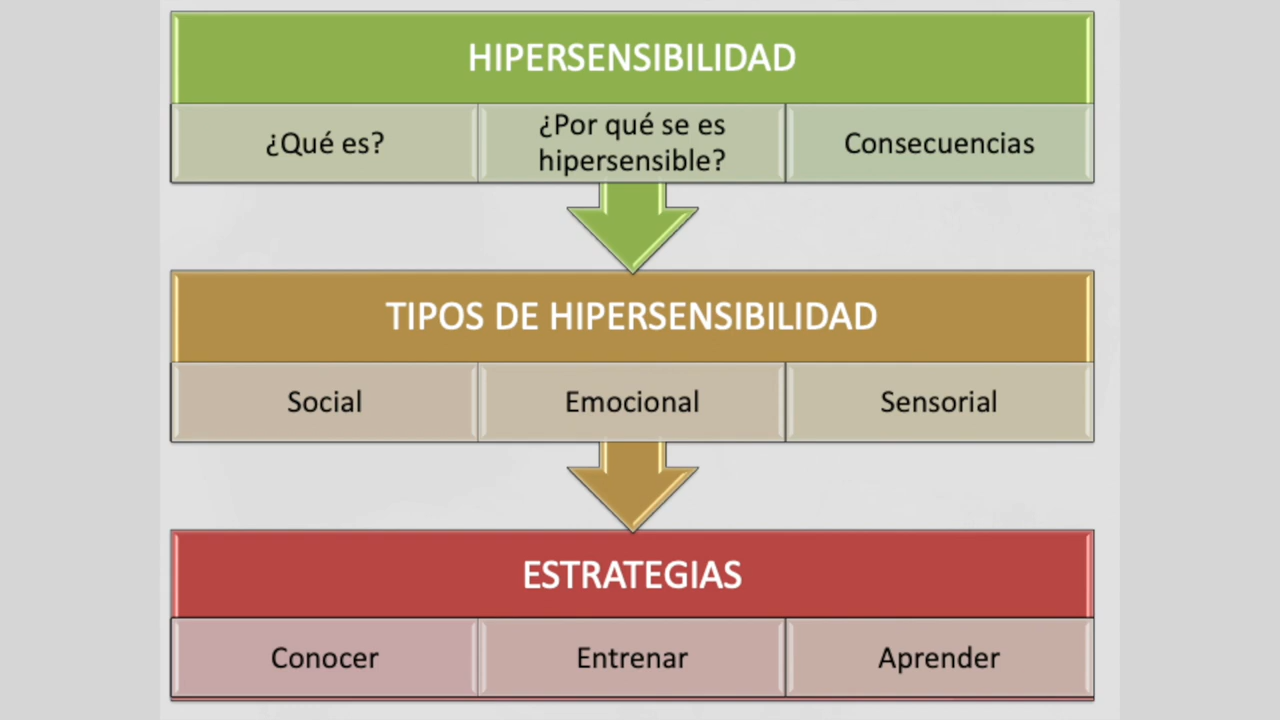 HIPERSENSIBILIDAD
¿Qué es?
¿Por qué se es
hipersensible?
Consecuencias
TIPOS DE HIPERSENSIBILIDAD
Social
Emocional
Sensorial
ESTRATEGIAS
Conocer
Entrenar
Aprender